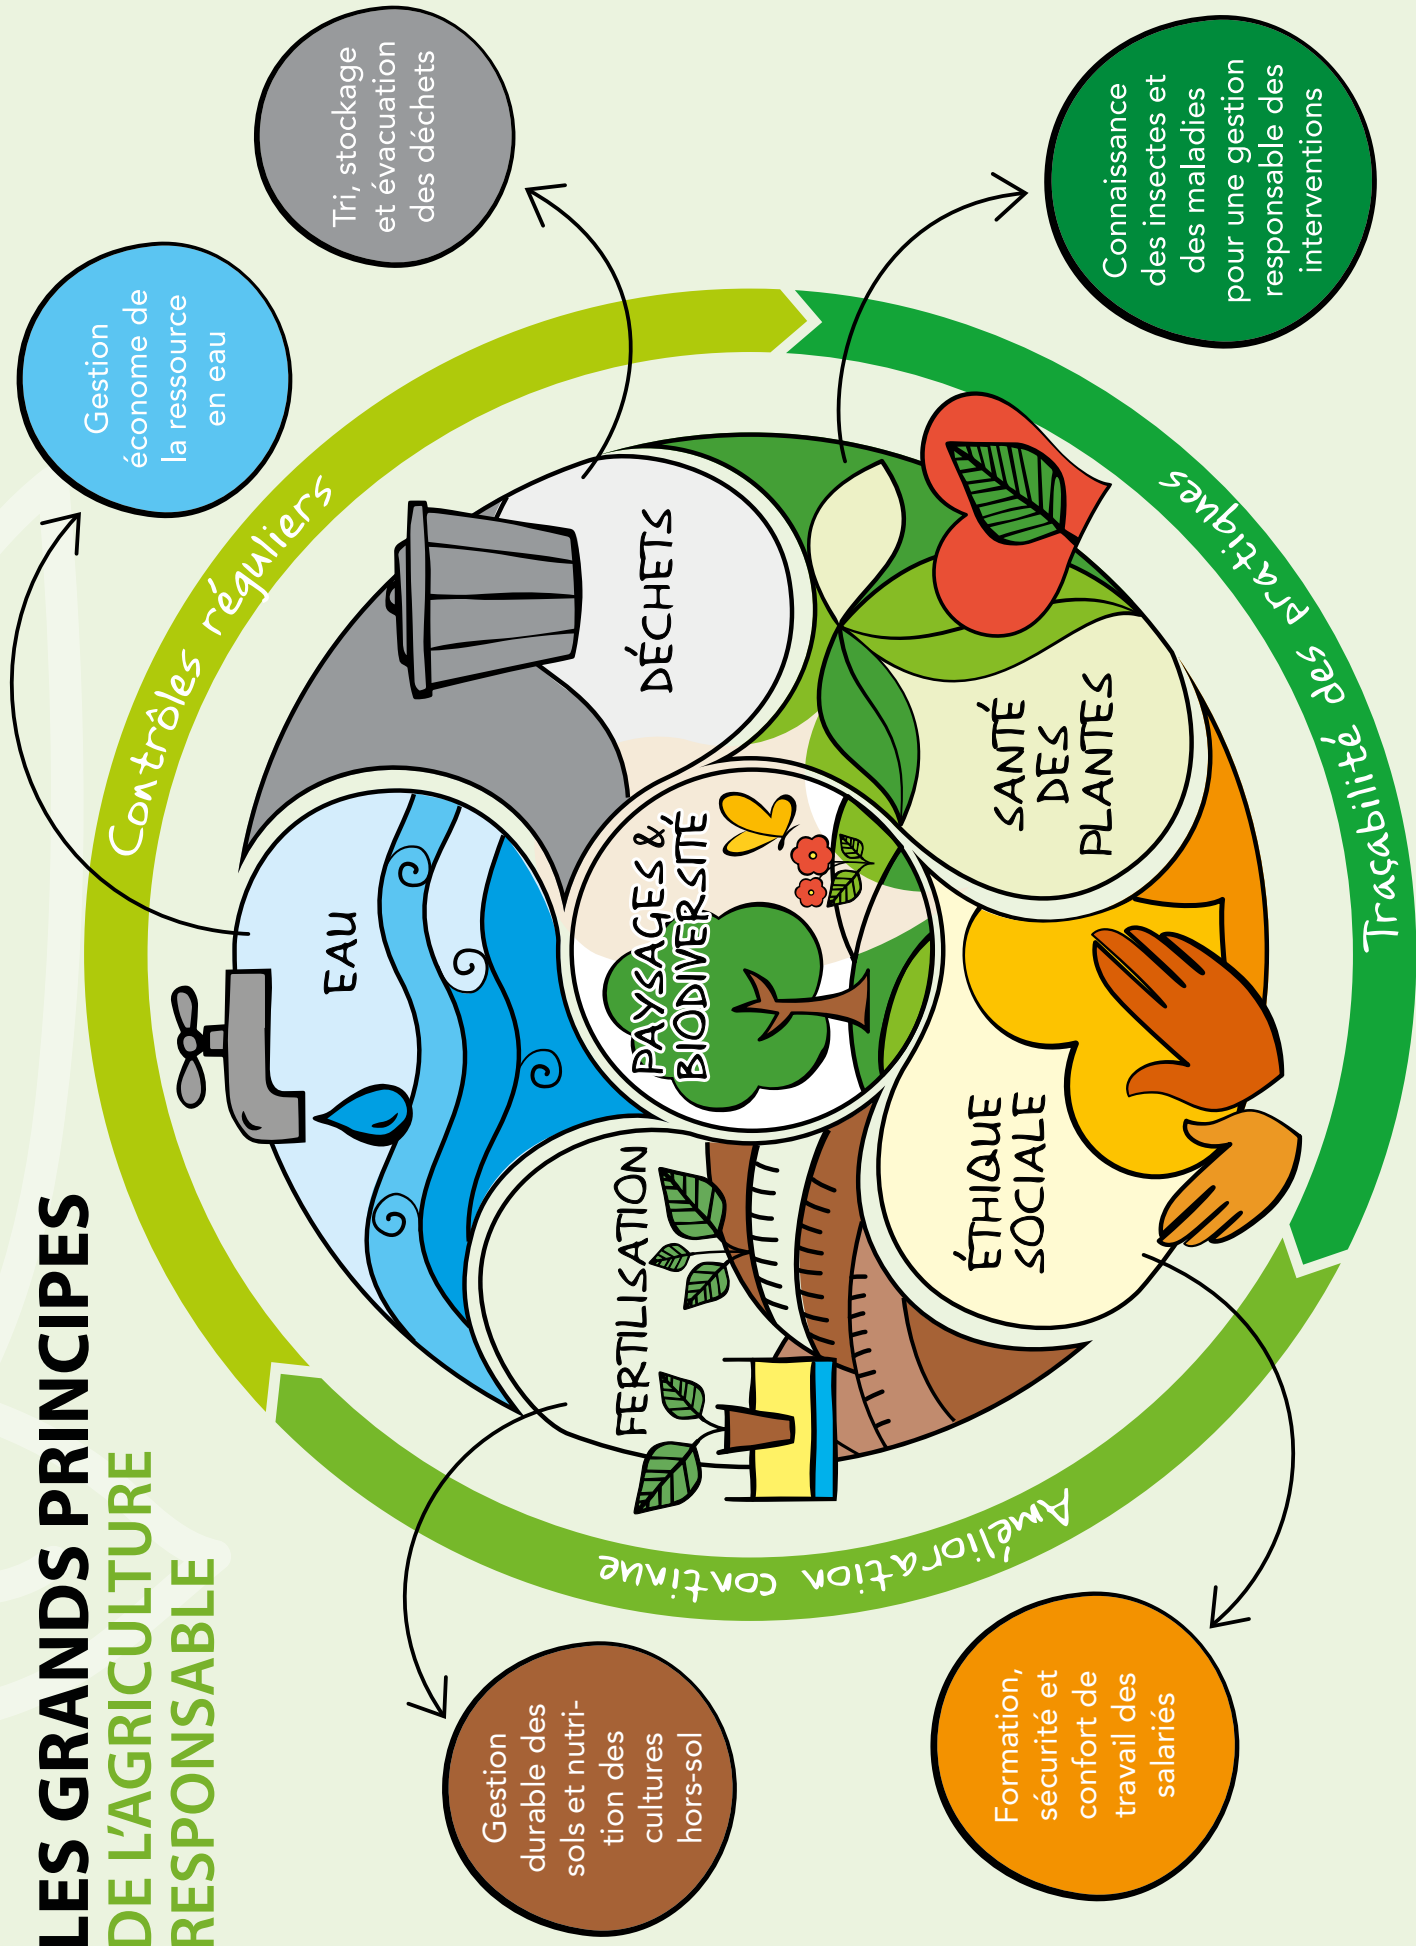 LES GRANDS PRINCIPES
DE L'AGRICULTURE
RESPONSABLE
Gestion
économe de
la ressource
en eau
Tri, stockage
et évacuation
des déchets
Connaissance
des insectes et
des maladies
pour une gestion
responsable des
interventions
Formation,
sécurité et
confort de
travail des
salariés
Gestion
durable des
sols et nutri-
tion des
cultures
hors-sol
Contrôles réguliers
Traçabilité des pratiques
Amélioration continue
EAU
DÉCHETS
SANTÉ
DES
PLANTES
ÉTHIQUE
SOCIALE
FERTILISATION
PAYSAGES &
BIODIVERSITÉ